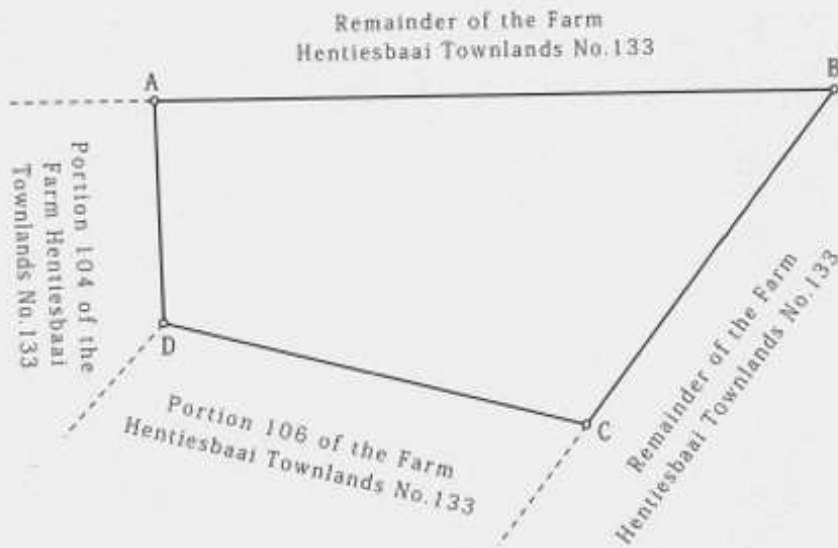 Remainder of the Farm
Hentiesbaai Townlands No.133
A
B
Portion 104 of the
Farm Hentiesbaai
Townlands No.133
D
C
Portion 106 of the Farm
Hentiesbaai Townlands No.133
Remainder of the Farm
Hentiesbaai Townlands No.133